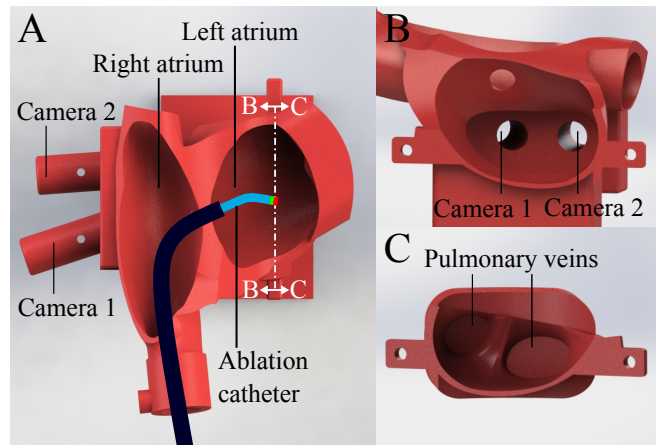 A
Left atrium
Right atrium
Camera 2
B C
Camera 1
B C
Ablation
catheter
B
Camera 1 Camera 2
C
Pulmonary veins